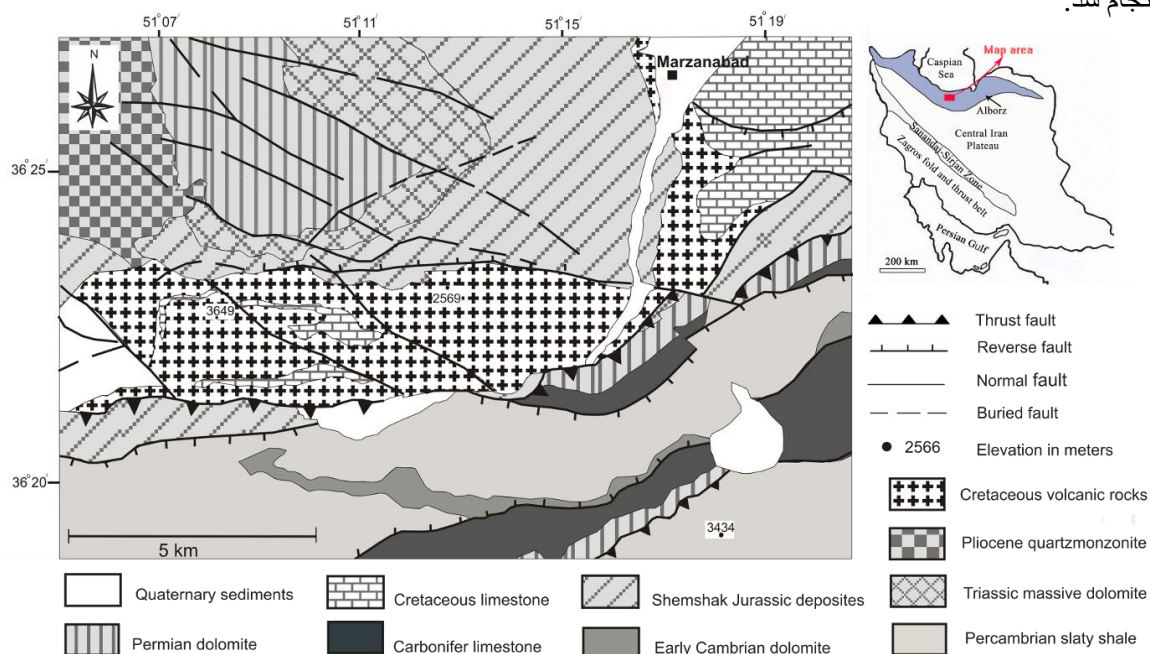 نجام شد.
51°07′
51°11′
51°15′
51°19′
N
Marzanabad
36°25′
3649
2569
36°20′
3434
5 km
Map area
Caspian
Sea
Alborz
Central Iran
Plateau
Sanandaj-Sirjan Zone
Zagros fold and thrust belt
Persian Gulf
200 km
Thrust fault
Reverse fault
Normal fault
Buried fault
2566 Elevation in meters
Cretaceous volcanic rocks
Pliocene quartzmonzonite
Quaternary sediments
Cretaceous limestone
Shemshak Jurassic deposites
Triassic massive dolomite
Permian dolomite
Carbonifer limestone
Early Cambrian dolomite
Percambrian slaty shale